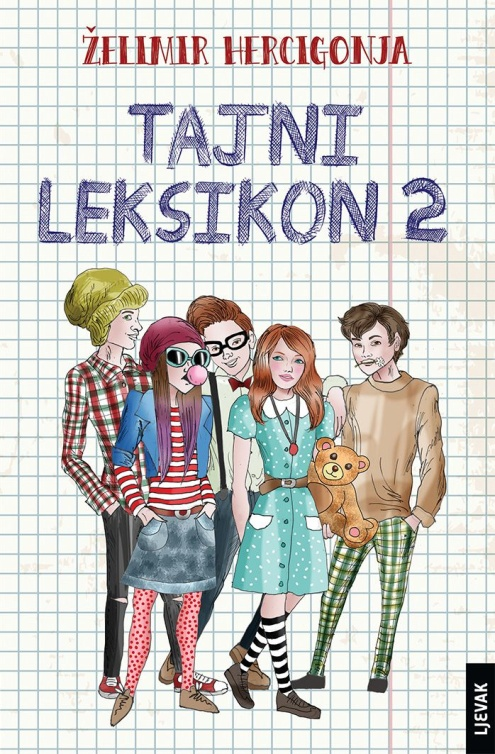 ŽELIMIR HERCIGONJA
TAJNI
LEKSIKON 2
LJEVAK